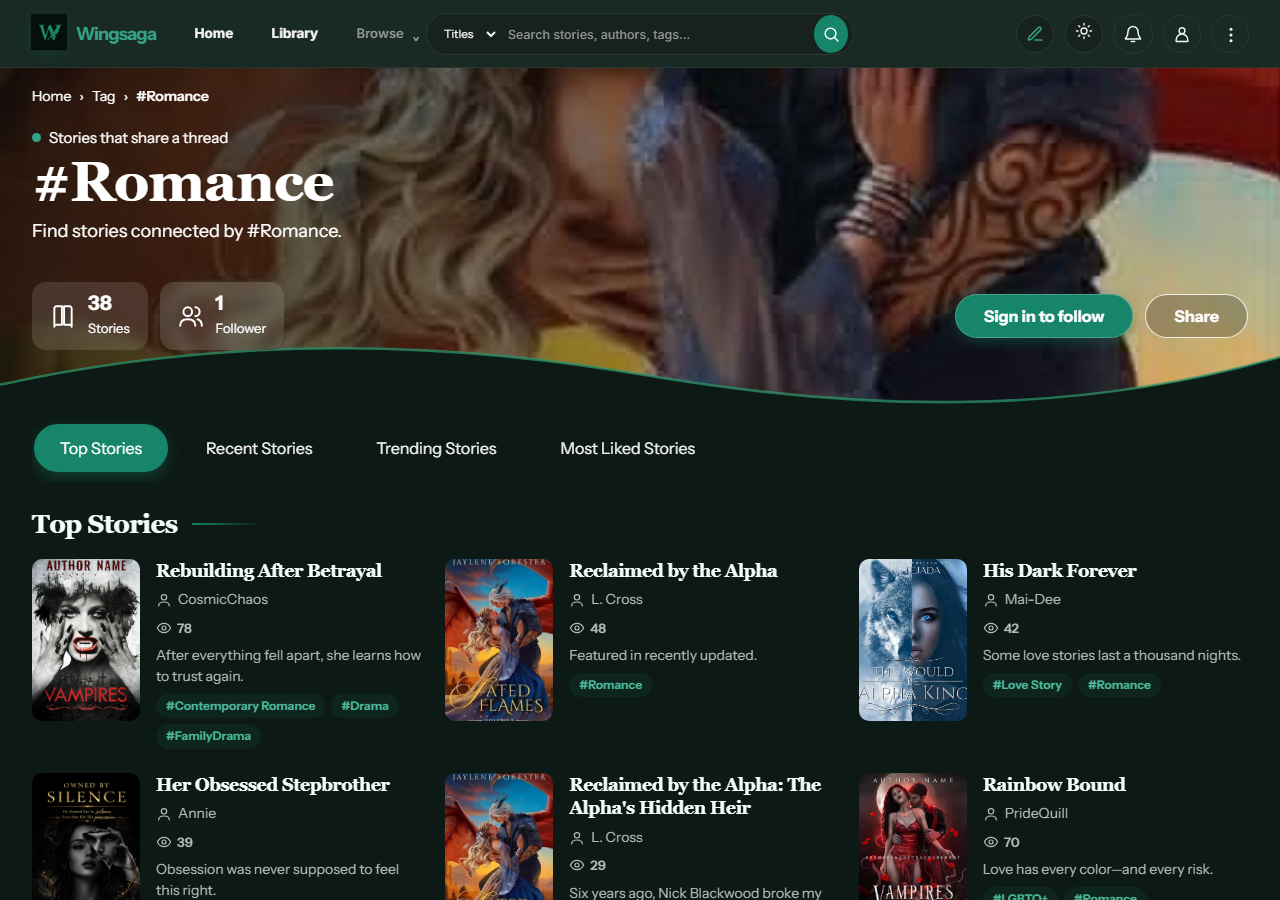 Wingsaga
Home
Library
Browse
Titles
Search stories, authors, tags...
Home › Tag › #Romance
Stories that share a thread
#Romance
Find stories connected by #Romance.
38
Stories
1
Follower
Sign in to follow
Share
Top Stories
Recent Stories
Trending Stories
Most Liked Stories
Top Stories
AUTHOR NAME
VAMPIRES
Rebuilding After Betrayal
CosmicChaos
78
After everything fell apart, she learns how
to trust again.
#Contemporary Romance
#Drama
#FamilyDrama
JAYLENE FORESTER
FATED
FLAMES
Reclaimed by the Alpha
L. Cross
48
Featured in recently updated.
#Romance
THE WOULD
BE
ALPHA KING
His Dark Forever
Mai-Dee
42
Some love stories last a thousand nights.
#Love Story
#Romance
OWNED BY
SILENCE
Her Obsessed Stepbrother
Annie
39
Obsession was never supposed to feel
this right.
JAYLENE FORESTER
Reclaimed by the Alpha: The
Alpha's Hidden Heir
L. Cross
29
Six years ago, Nick Blackwood broke my
AUTHOR NAME
VAMPIRES
Rainbow Bound
PrideQuill
70
Love has every color—and every risk.
#LGBTQ+
#Romance